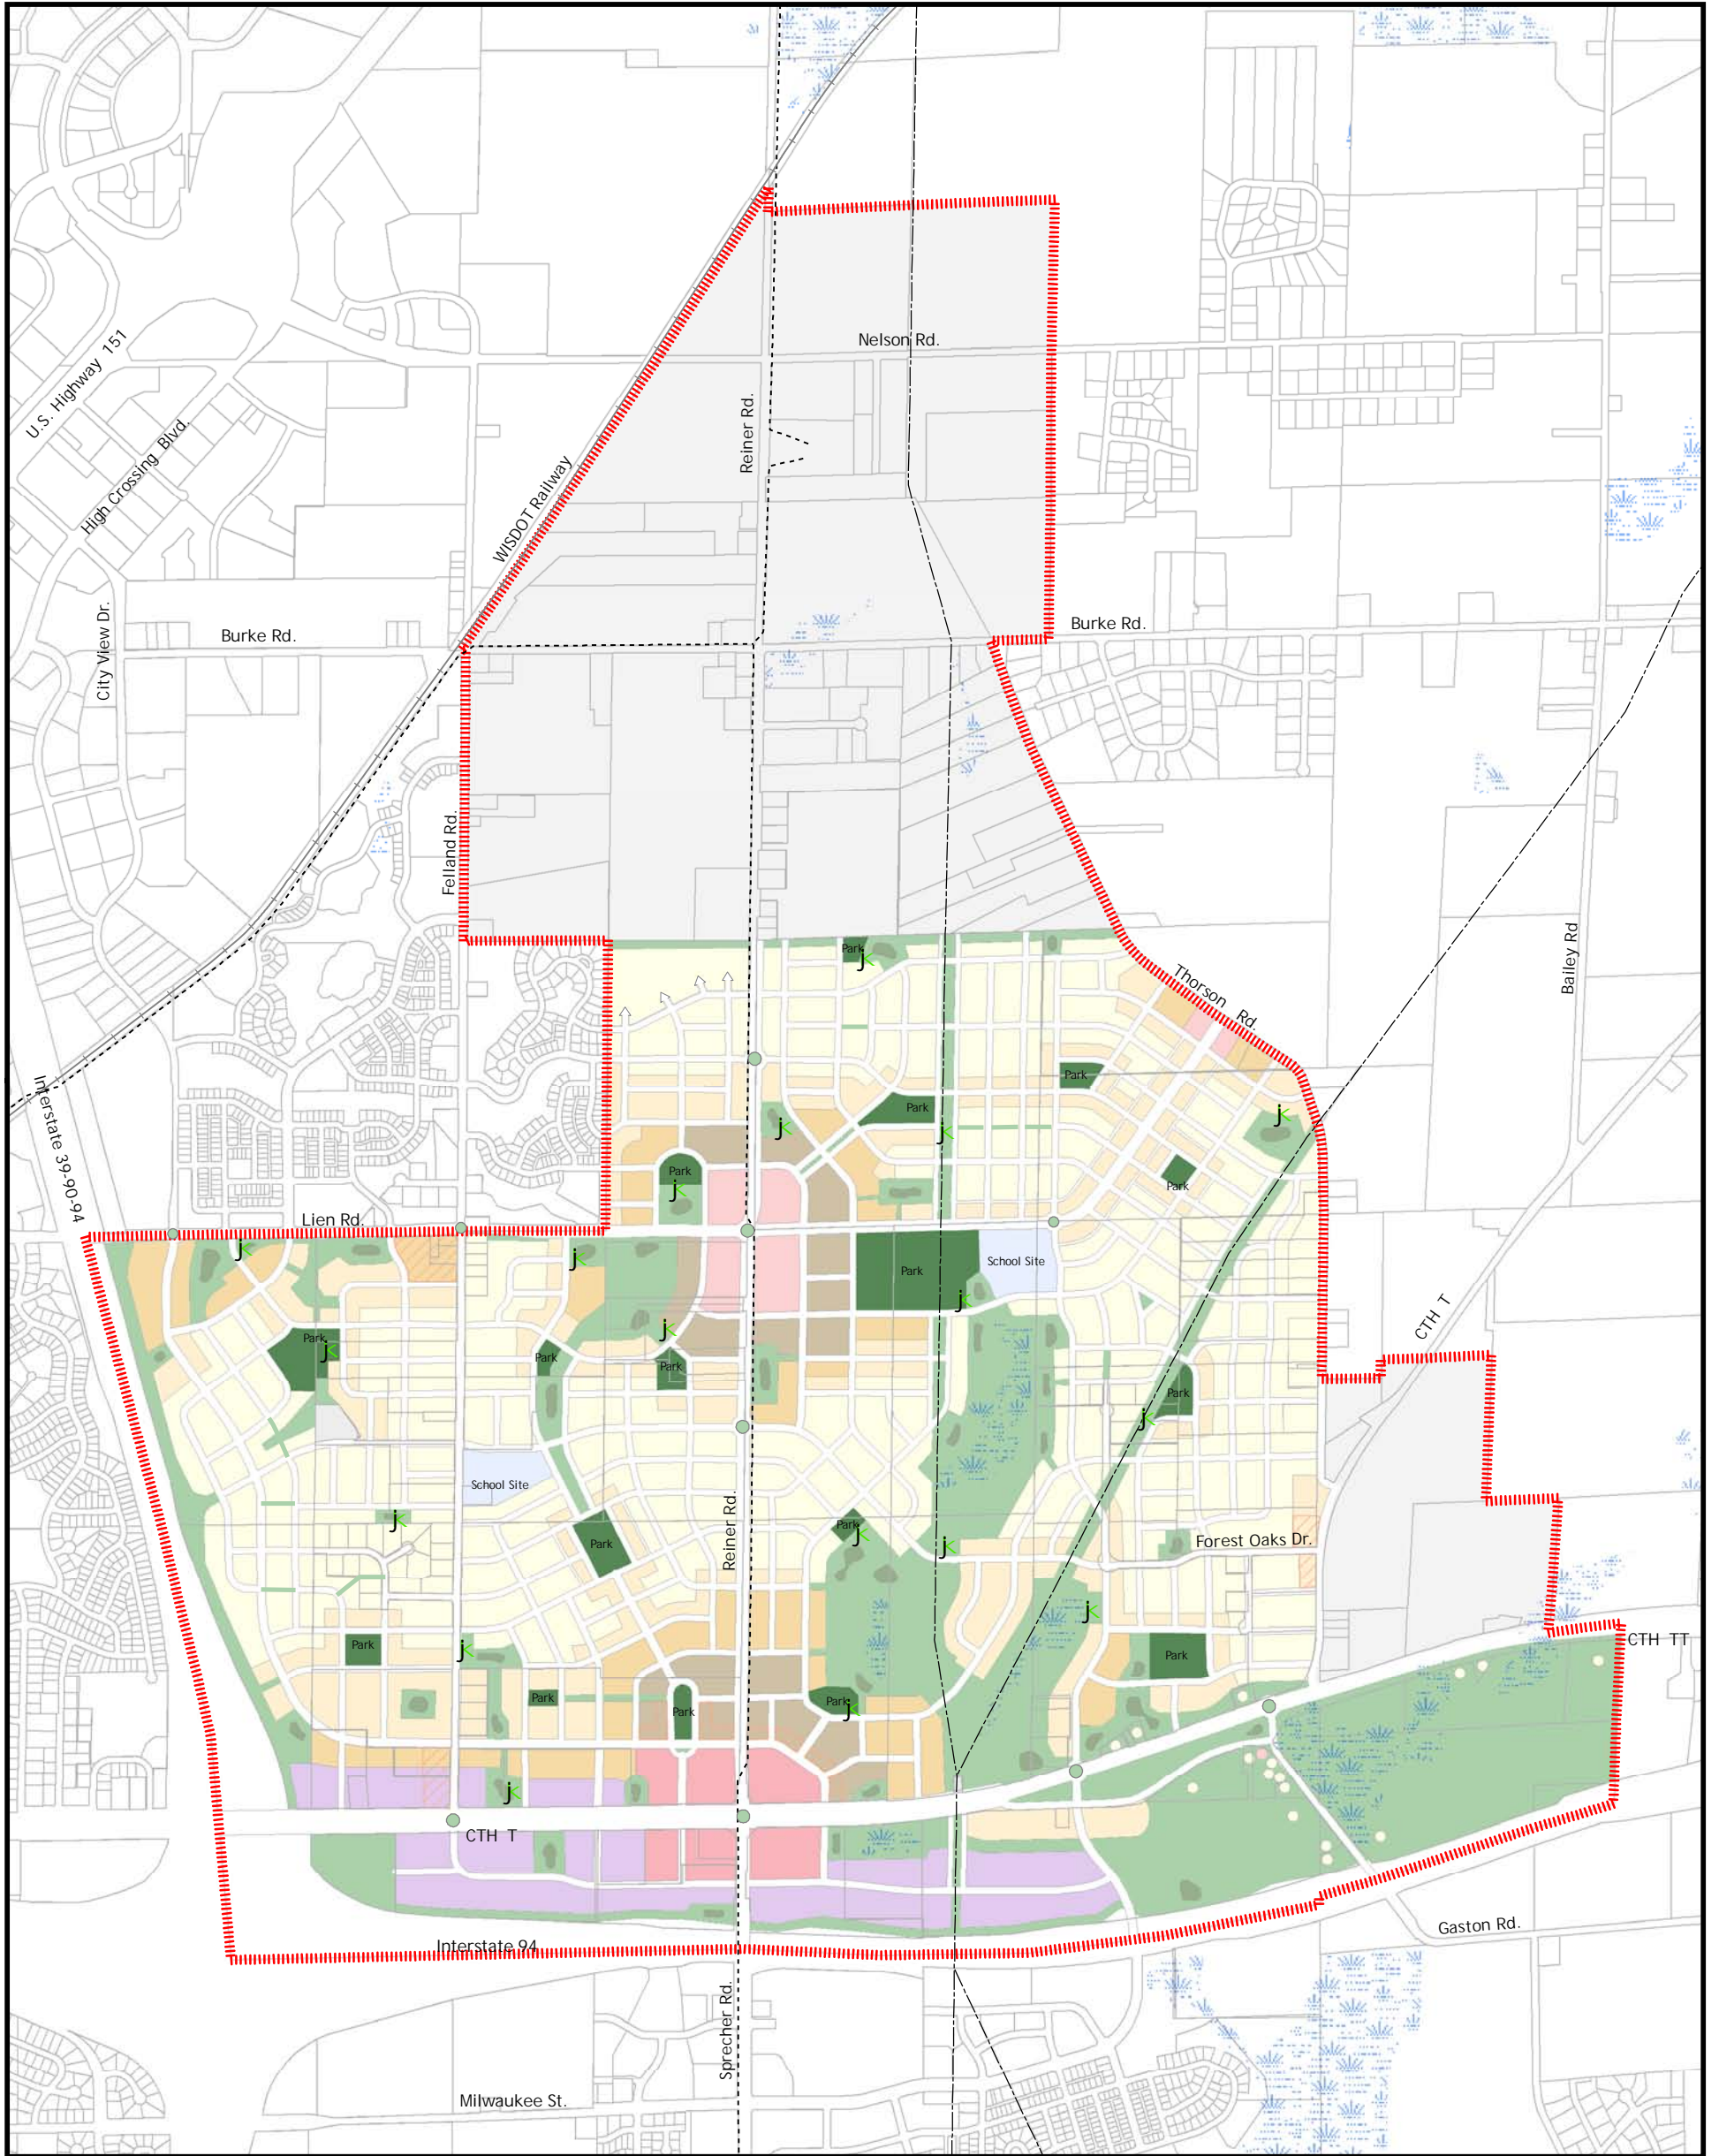 Nelson Rd.
U.S. Highway 151
High Crossing Blvd.
Reiner Rd.
WISDOT Railway
Burke Rd.
Burke Rd.
City View Dr.
Felland Rd.
Bailey Rd
Park
j
Thorson Rd.
Interstate 39-90-94
Park
Park
j
j
j
Park
j
Park
Lien Rd.
j
j
Park
School Site
j
CTH T
j
Park
j
Park
Park
Park
j
School Site
j
Reiner Rd.
Park
j
Park
j
Forest Oaks Dr.
j
Park
j
Park
CTH TT
Park
Park
Park
j
j
CTH T
Interstate 94
Gaston Rd.
Sprecher Rd.
Milwaukee St.